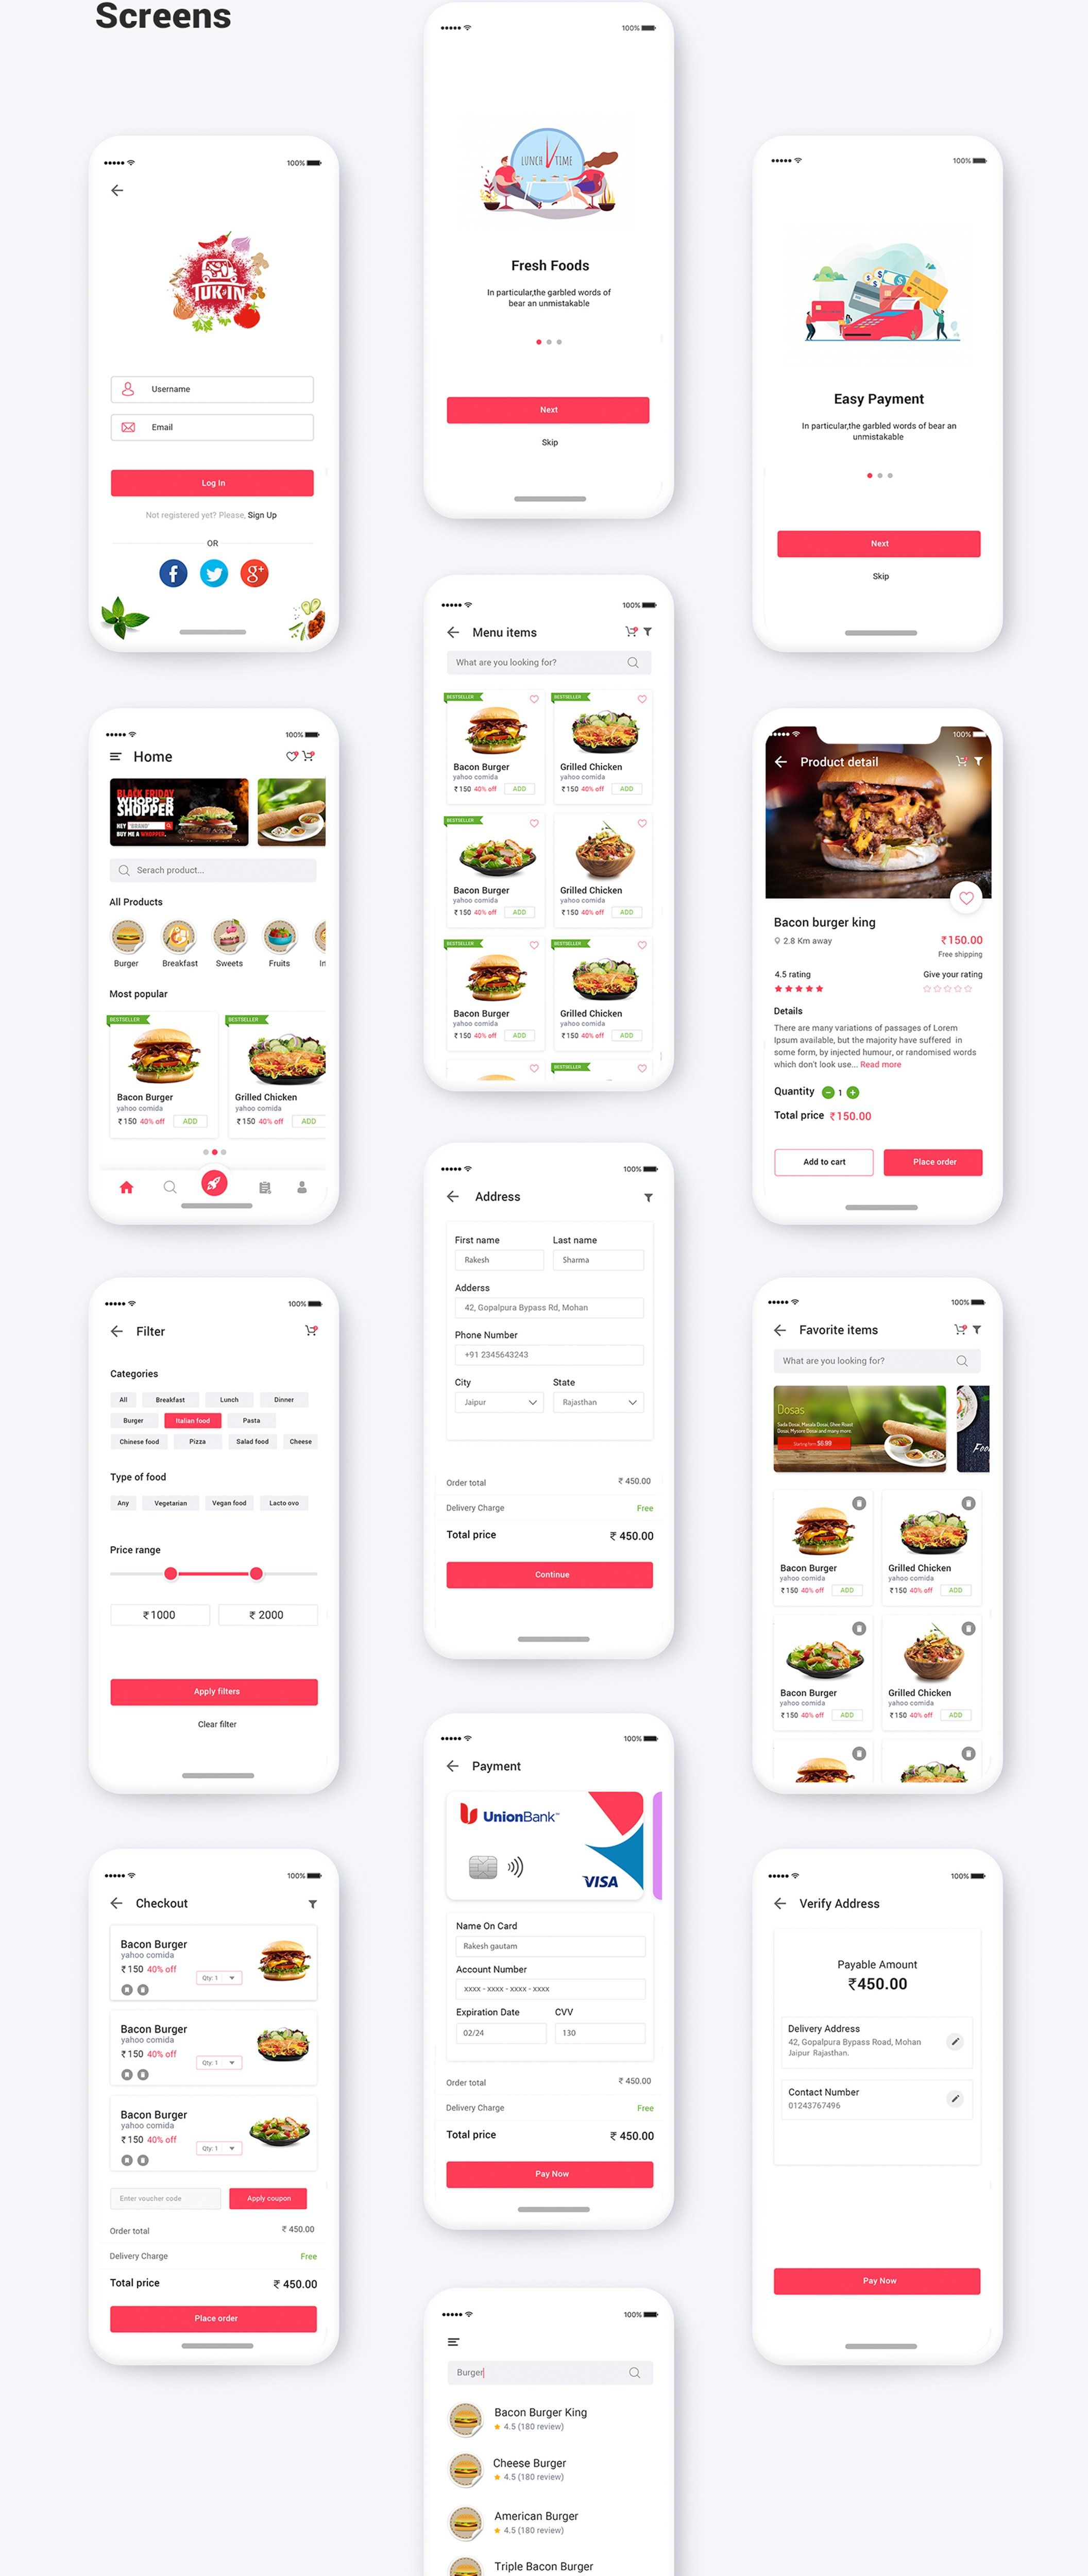 Screens
100%
LUNCH TIME
Fresh Foods
In particular,the garbled words of
bear an unmistakable
Next
Skip
100%
TUK-IN
Username
Email
Log In
Not registered yet? Please, Sign Up
OR
f
g+
100%
Easy Payment
In particular,the garbled words of bear an
unmistakable
Next
Skip
100%
Menu items
What are you looking for?
BESTSELLER
Bacon Burger
yahoo comida
₹150 40% off ADD
BESTSELLER
Grilled Chicken
yahoo comida
₹150 40% off ADD
BESTSELLER
Bacon Burger
yahoo comida
₹150 40% off ADD
Grilled Chicken
yahoo comida
₹150 40% off ADD
BESTSELLER
Bacon Burger
yahoo comida
₹150 40% off ADD
BESTSELLER
Grilled Chicken
yahoo comida
₹150 40% off ADD
BESTSELLER
100%
Home
BLACK FRIDAY
WHOPPER
SHOPPER
HEY "BRAND"
BUY ME A WHOPPER.
Serach product...
All Products
Burger
Breakfast
Sweets
Fruits
In
Most popular
BESTSELLER
Bacon Burger
yahoo comida
₹150 40% off ADD
BESTSELLER
Grilled Chicken
yahoo comida
₹150 40% off ADD
100%
Product detail
Bacon burger king
2.8 Km away
₹150.00
Free shipping
4.5 rating
Give your rating
Details
There are many variations of passages of Lorem
Ipsum available, but the majority have suffered in
some form, by injected humour, or randomised words
which don't look use... Read more
Quantity 1
Total price ₹150.00
Add to cart
Place order
100%
Address
First name
Last name
Rakesh
Sharma
Adderss
42, Gopalpura Bypass Rd, Mohan
Phone Number
+91 2345643243
City
State
Jaipur
Rajasthan
Order total ₹ 450.00
Delivery Charge Free
Total price ₹ 450.00
Continue
100%
Filter
Categories
All Breakfast Lunch Dinner
Burger Italian food Pasta
Chinese food Pizza Salad food Cheese
Type of food
Any Vegetarian Vegan food Lacto ovo
Price range
₹1000
₹ 2000
Apply filters
Clear filter
100%
Favorite items
What are you looking for?
Dosas
Sada Dosai, Masala Dosai, Ghee Roast
Dosai, Mysore Dosai and many more
Starting from $6.99
Foo
Bacon Burger
yahoo comida
₹150 40% off ADD
Grilled Chicken
yahoo comida
₹150 40% off ADD
Bacon Burger
yahoo comida
₹150 40% off ADD
Grilled Chicken
yahoo comida
₹150 40% off ADD
100%
Payment
UnionBank
VISA
Name On Card
Rakesh gautam
Account Number
xxxx - xxxx - xxxx - xxxx
Expiration Date
CVV
02/24
130
Order total ₹ 450.00
Delivery Charge Free
Total price ₹ 450.00
Pay Now
100%
Checkout
Bacon Burger
yahoo comida
₹150 40% off
Qty: 1
Bacon Burger
yahoo comida
₹150 40% off
Qty: 1
Bacon Burger
yahoo comida
₹150 40% off
Qty: 1
Enter voucher code
Apply coupon
Order total ₹ 450.00
Delivery Charge Free
Total price ₹ 450.00
Place order
100%
Verify Address
Payable Amount
₹450.00
Delivery Address
42, Gopalpura Bypass Road, Mohan
Jaipur Rajasthan.
Contact Number
01243767496
Pay Now
100%
Burger
Bacon Burger King
4.5 (180 review)
Cheese Burger
4.5 (180 review)
American Burger
4.5 (180 review)
Triple Bacon Burger